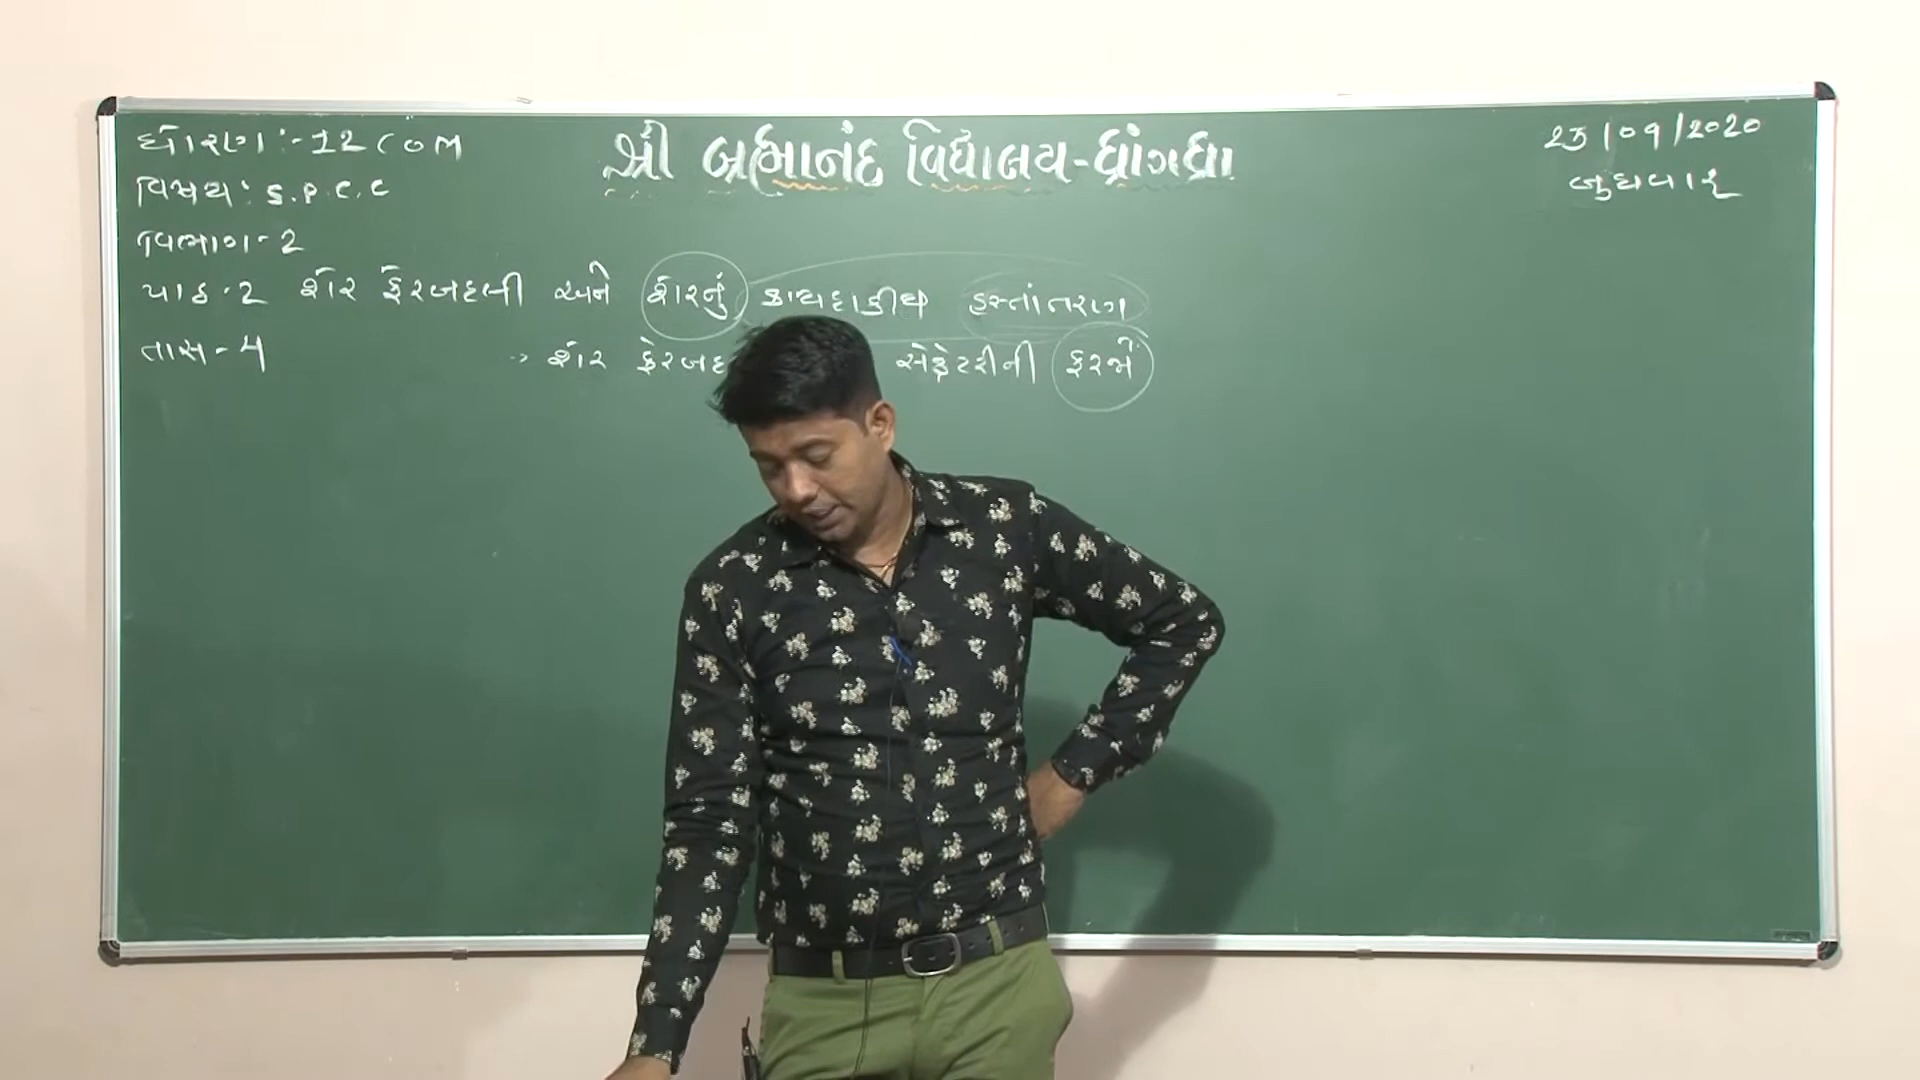 ધોરણ :- 12 COM
શ્રી બ્રહ્માનંદ વિદ્યાલય-ધ્રાંગધ્રા
23/09/2020
વિષય : S.P.C.C
બુધવાર
વિભાગ - 2
પાઠ - 2 શેર ફેરબદલી અને શેરનું કાયદાકીય હસ્તાંતરણ
તાસ - 4
→ શેર ફેરબદ સેક્રેટરીની ફરજો